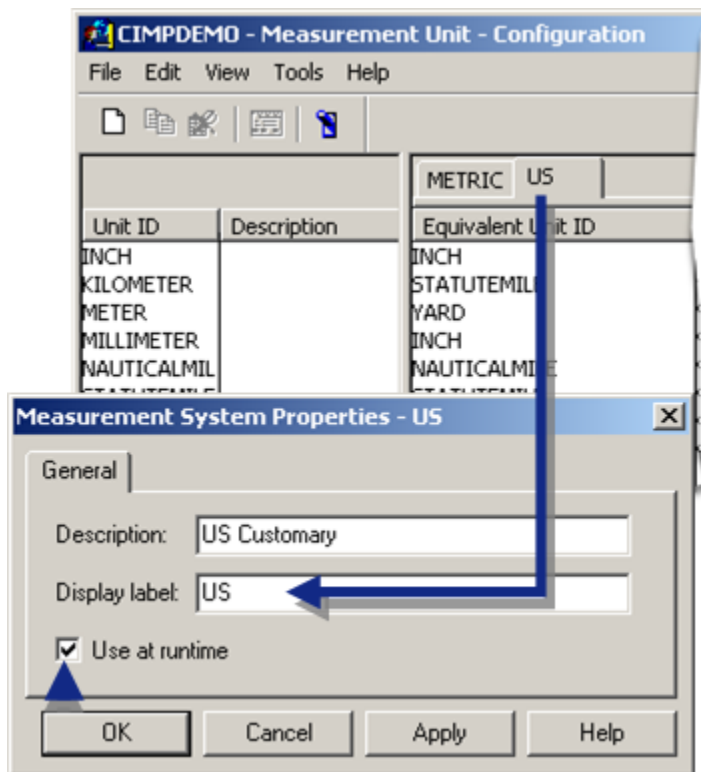 CIMPDEMO - Measurement Unit - Configuration
File Edit View Tools Help
METRIC US
Unit ID Description Equivalent Unit ID
INCH INCH
KILOMETER STATUTEMILE
METER YARD
MILLIMETER INCH
NAUTICALMIL NAUTICALMILE
Measurement System Properties - US
General
Description: US Customary
Display label: US
Use at runtime
OK Cancel Apply Help